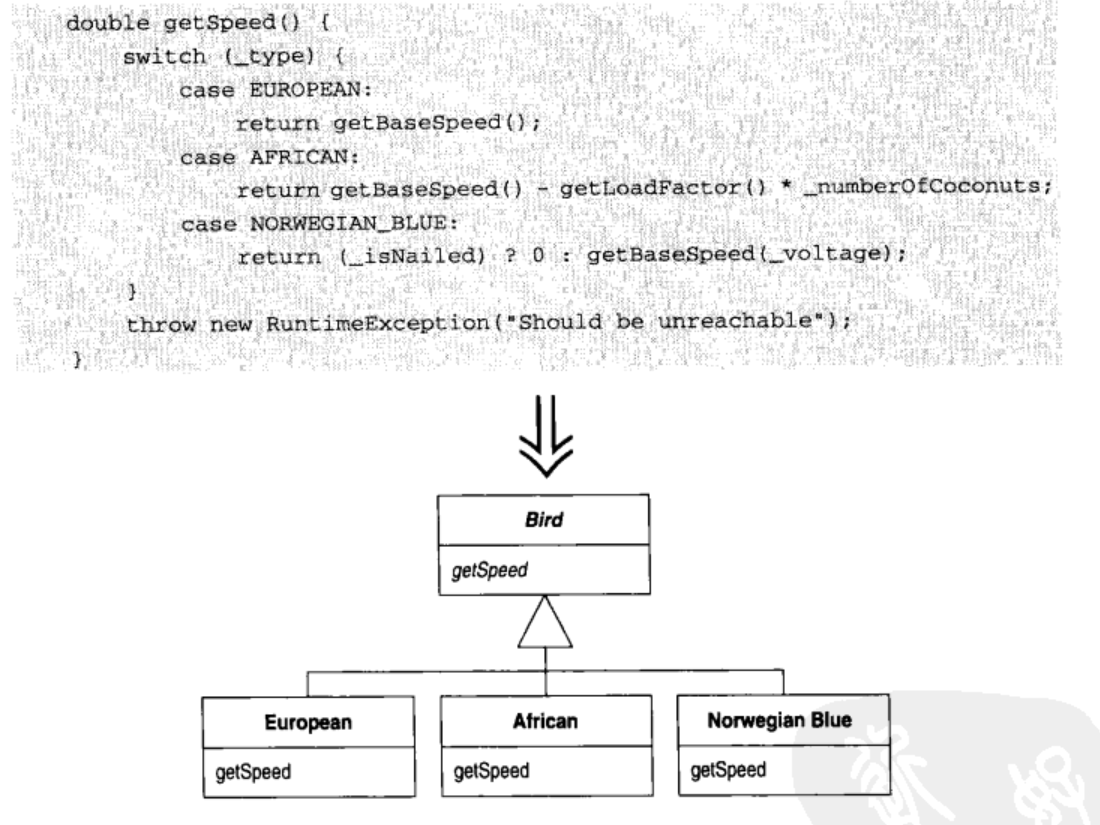 double getSpeed() {
switch (_type) {
case EUROPEAN:
return getBaseSpeed();
case AFRICAN:
return getBaseSpeed() - getLoadFactor() * _numberOfCoconuts;
case NORWEGIAN_BLUE:
return (_isNailed) ? 0 : getBaseSpeed(_voltage);
}
throw new RuntimeException("Should be unreachable");
}
Bird
getSpeed
European
African
Norwegian Blue
getSpeed
getSpeed
getSpeed